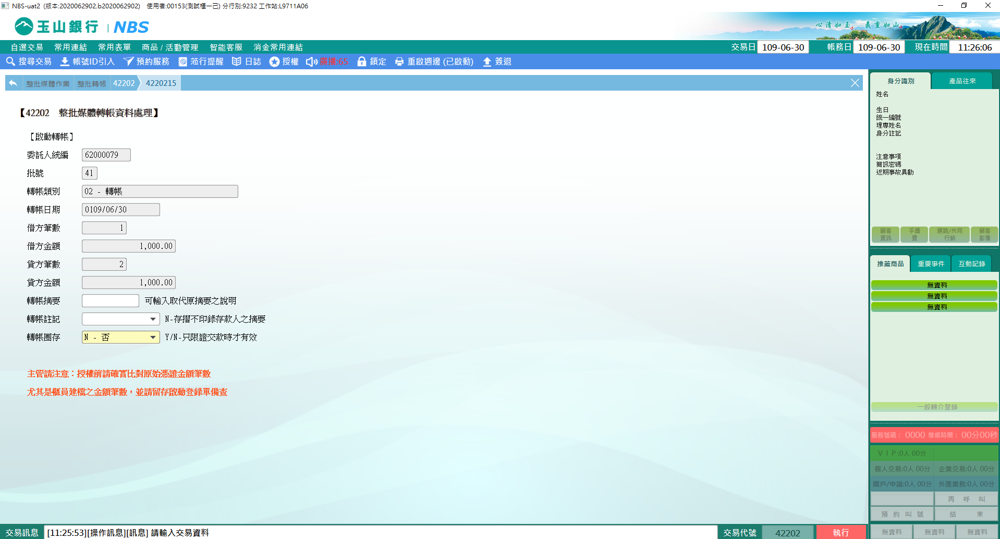 NBS-uat2 (版本:2020062902.b2020062902) 使用者:00153(測試櫃一己) 分行別:9232 工作站:L9711A06
玉山銀行 | NBS
心清如玉。義重如山。
自選交易 常用連結 常用表單 商品 / 活動管理 智能客服 消金常用連結 交易日 109-06-30 帳務日 109-06-30 現在時間 11:26:06
搜尋交易 帳號ID引入 預約服務 蒞行提醒 日誌 授權 廣播:65 鎖定 重啟週邊 (已啟動) 簽退
整批媒體作業 整批轉帳 42202 4220215
【42202 整批媒體轉帳資料處理】
【啟動轉帳】
委託人統編 62000079
批號 41
轉帳類別 02 - 轉帳
轉帳日期 0109/06/30
借方筆數 1
借方金額 1,000.00
貸方筆數 2
貸方金額 1,000.00
轉帳摘要 可輸入取代原摘要之說明
轉帳註記 N-存摺不印錄存款人之摘要
轉帳圈存 N - 否 Y/N-只限證交款時才有效
主管請注意：授權前請確實比對原始憑證金額筆數
尤其是櫃員建檔之金額筆數，並請留存啟動登錄單備查
身分識別 產品往來
姓名
生日
統一編號
理專姓名
身分註記
注意事項
簡訊密碼
近期事故異動
顧客資訊 手續費 通路/共同行銷 顧客影像
推薦商品 重要事件 互動記錄
無資料
無資料
無資料
一般轉介登錄
服務號碼： 0000 等候時間： 00分00秒
ＶＩＰ:0人 00分
個人交易:0人 00分 企業交易:0人 00分
開戶/申請:0人 00分 外匯業務:0人 00分
再 呼 叫
預 約 叫 號 結 束
無資料 無資料 無資料
交易訊息 [11:25:53][操作訊息][訊息] 請輸入交易資料 交易代號 42202 執行